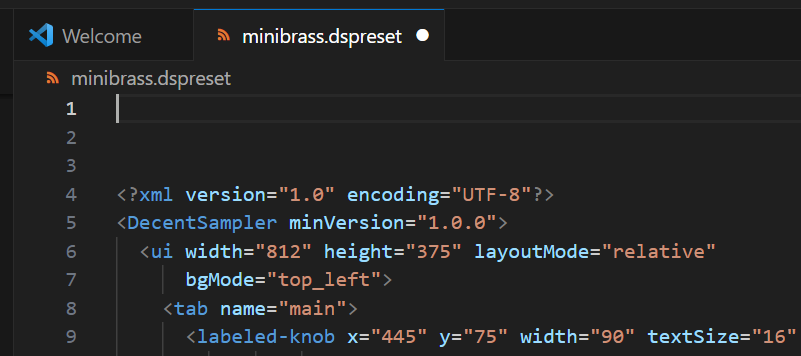 Welcome
minibrass.dspreset
minibrass.dspreset
1
2
3
4 <?xml version="1.0" encoding="UTF-8"?>
5 <DecentSampler minVersion="1.0.0">
6 <ui width="812" height="375" layoutMode="relative"
7 bgMode="top_left">
8 <tab name="main">
9 <labeled-knob x="445" y="75" width="90" textSize="16"